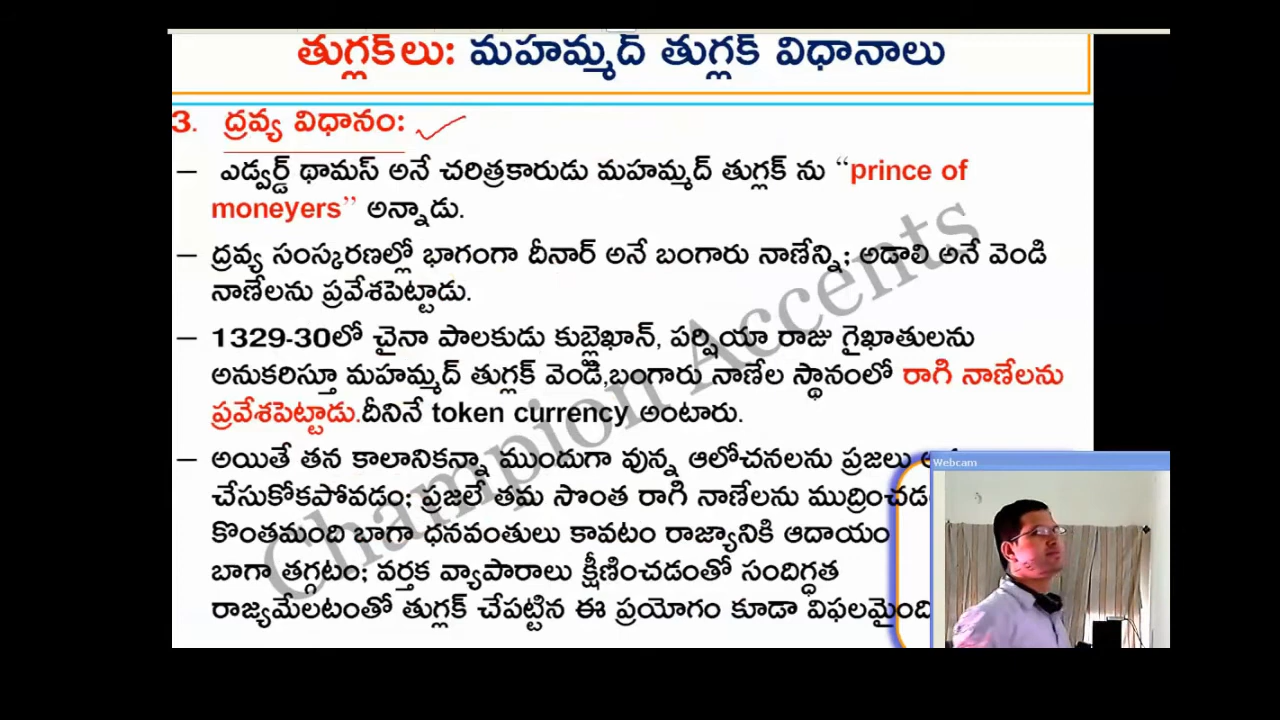 తుగ్లక్‌లు: మహమ్మద్ తుగ్లక్ విధానాలు
3. ద్రవ్య విధానం:
– ఎడ్వర్డ్ థామస్ అనే చరిత్రకారుడు మహమ్మద్ తుగ్లక్ ను “prince of
moneyers” అన్నాడు.
– ద్రవ్య సంస్కరణల్లో భాగంగా దీనార్ అనే బంగారు నాణేన్ని; అడాలి అనే వెండి
నాణేలను ప్రవేశపెట్టాడు.
– 1329-30లో చైనా పాలకుడు కుబ్లైఖాన్, పర్షియా రాజు గైఖాతులను
అనుకరిస్తూ మహమ్మద్ తుగ్లక్ వెండి,బంగారు నాణేల స్థానంలో రాగి నాణేలను
ప్రవేశపెట్టాడు.దీనినే token currency అంటారు.
– అయితే తన కాలానికన్నా ముందుగా వున్న ఆలోచనలను ప్రజలు
చేసుకోకపోవడం; ప్రజలే తమ సొంత రాగి నాణేలను
కొంతమంది బాగా ధనవంతులు కావటం రాజ్యానికి ఆదాయం
బాగా తగ్గటం; వర్తక వ్యాపారాలు క్షీణించడంతో సందిగ్ధత
రాజ్యమేలటంతో తుగ్లక్ చేపట్టిన ఈ ప్రయోగం కూడా విఫలమైంది
Champion Accents
Webcam